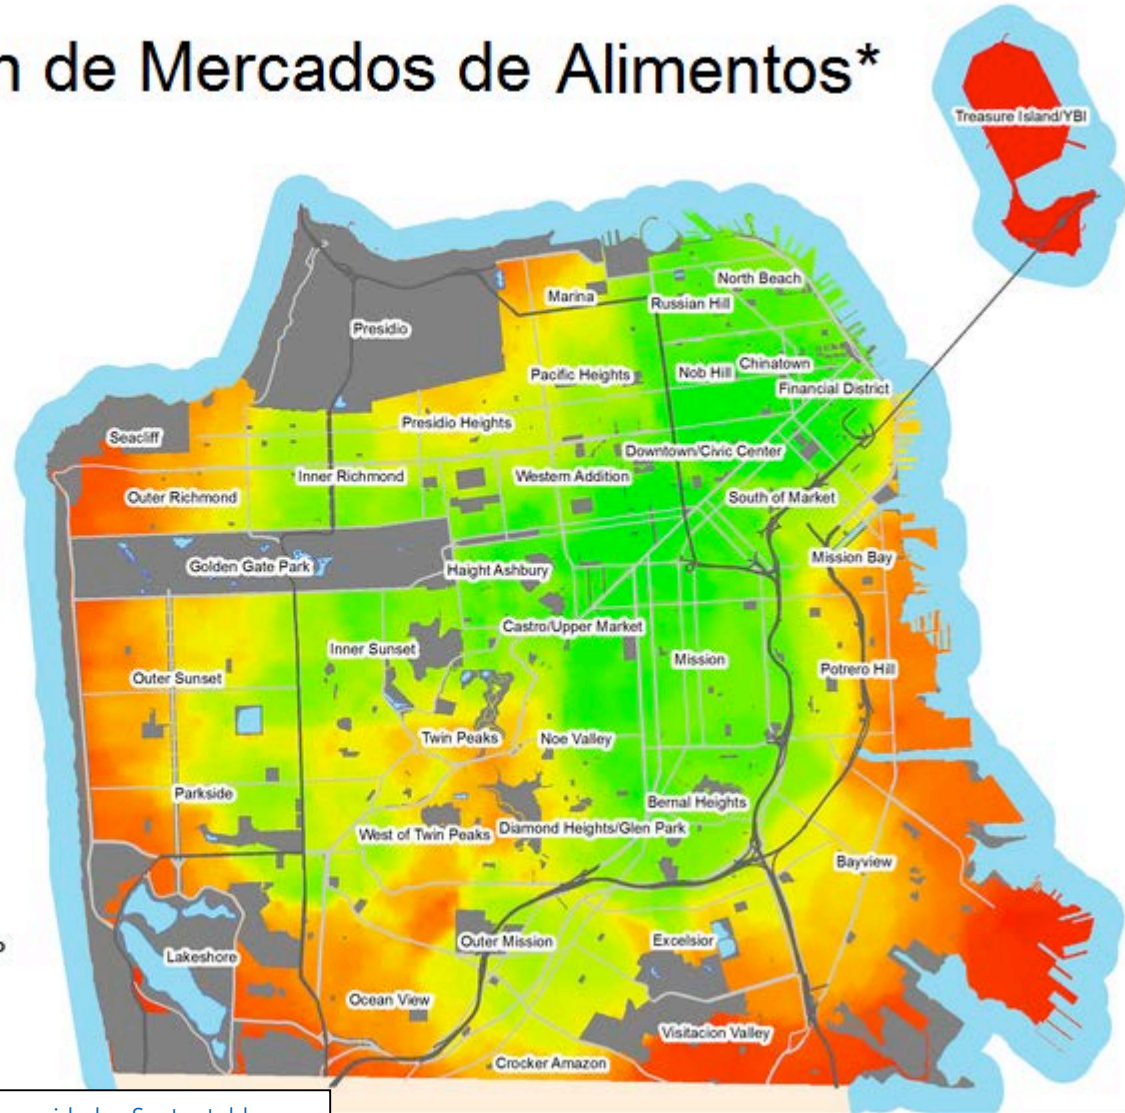 n de Mercados de Alimentos*
Treasure Island/YBI
North Beach
Marina
Russian Hill
Presidio
Chinatown
Pacific Heights
Nob Hill
Financial District
Presidio Heights
Seacliff
Downtown/Civic Center
Inner Richmond
Western Addition
Outer Richmond
South of Market
Mission Bay
Golden Gate Park
Haight Ashbury
Castro/Upper Market
Inner Sunset
Mission
Outer Sunset
Potrero Hill
Twin Peaks
Noe Valley
Parkside
Bernal Heights
West of Twin Peaks
Diamond Heights/Glen Park
Bayview
Outer Mission
Excelsior
Lakeshore
Ocean View
Visitacion Valley
Crocker Amazon